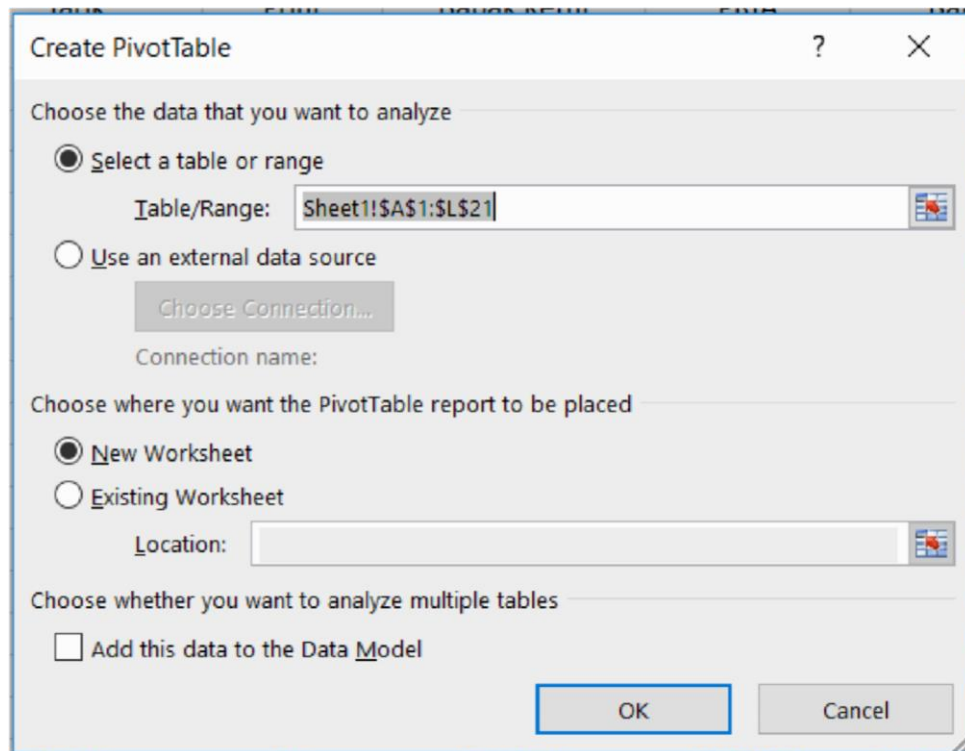 Create PivotTable
?
Choose the data that you want to analyze
Select a table or range
Table/Range: Sheet1!$A$1:$L$21
Use an external data source
Choose Connection...
Connection name:
Choose where you want the PivotTable report to be placed
New Worksheet
Existing Worksheet
Location:
Choose whether you want to analyze multiple tables
Add this data to the Data Model
OK Cancel